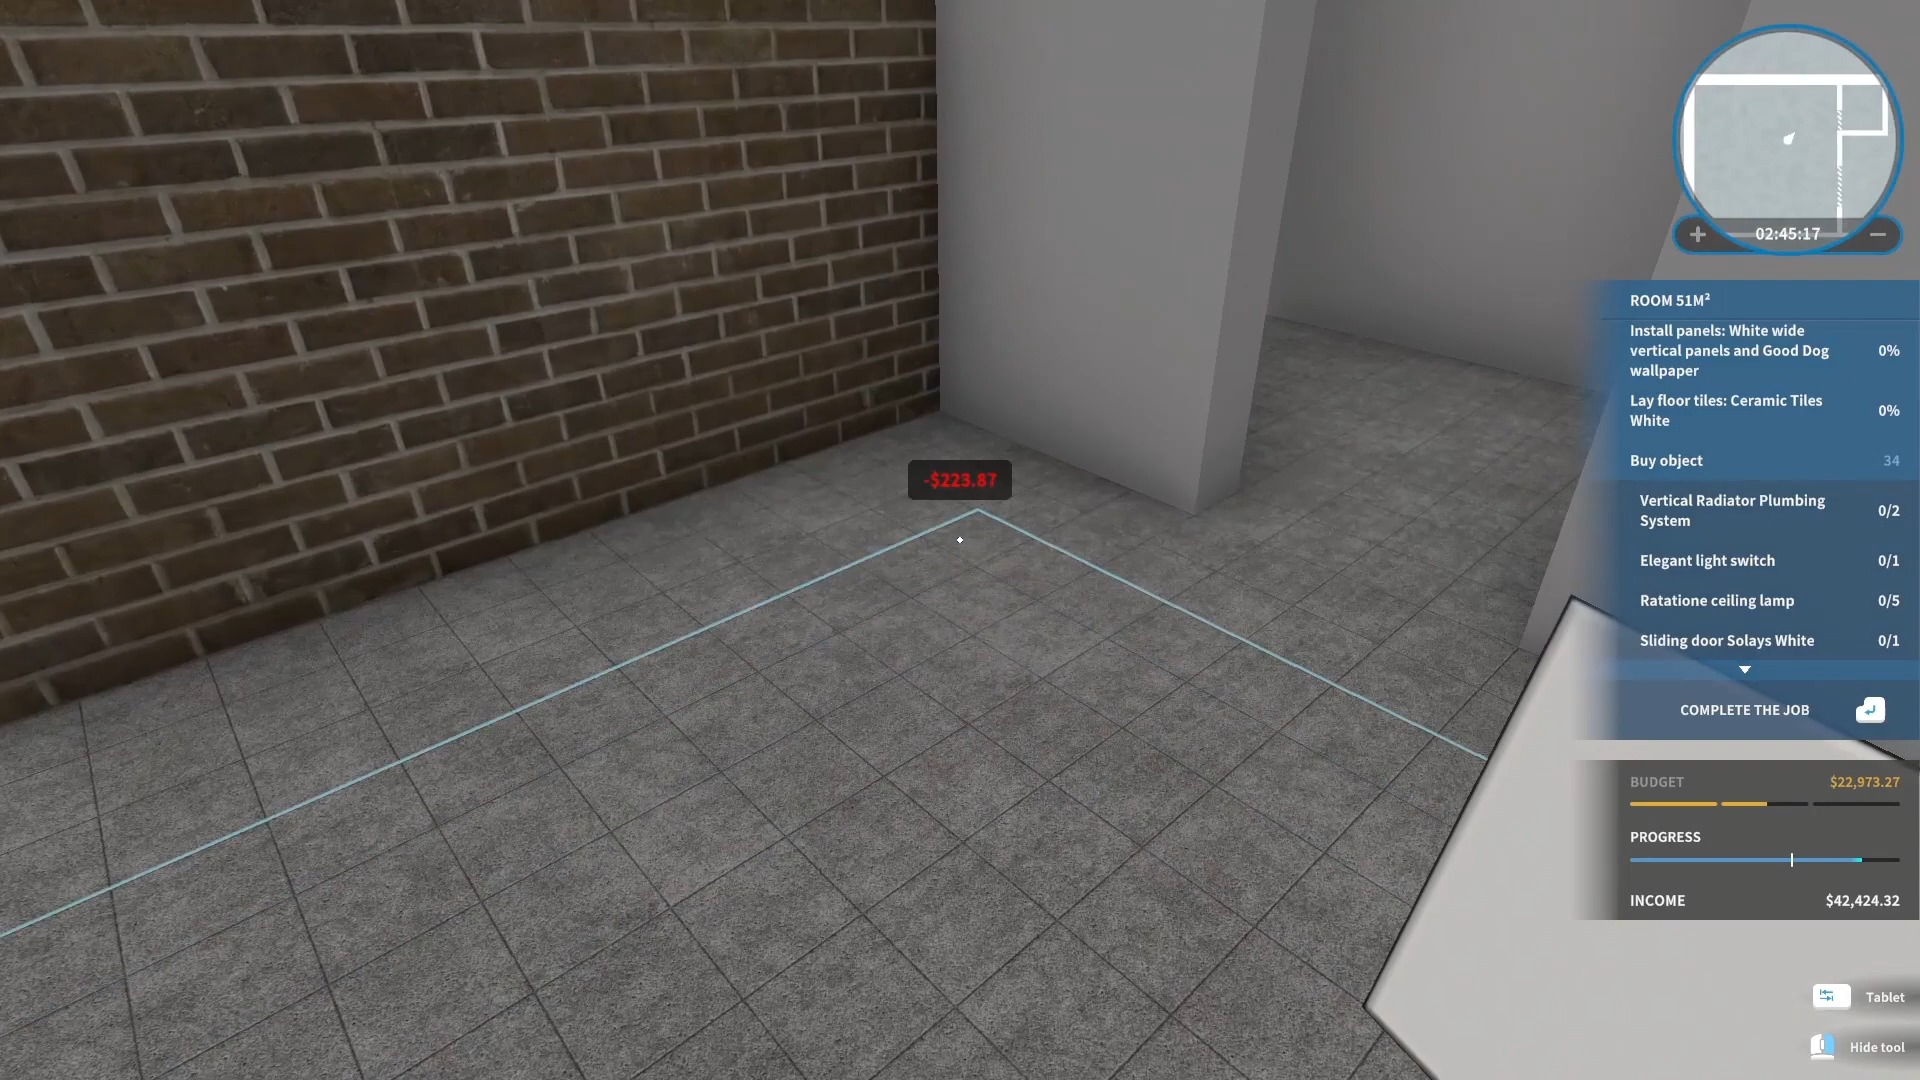 02:45:17
ROOM 51M²
Install panels: White wide
vertical panels and Good Dog
wallpaper
0%
Lay floor tiles: Ceramic Tiles
White
0%
Buy object
34
Vertical Radiator Plumbing
System
0/2
Elegant light switch
0/1
Ratatione ceiling lamp
0/5
Sliding door Solays White
0/1
COMPLETE THE JOB
-$223.87
BUDGET
$22,973.27
PROGRESS
INCOME
$42,424.32
Tablet
Hide tool